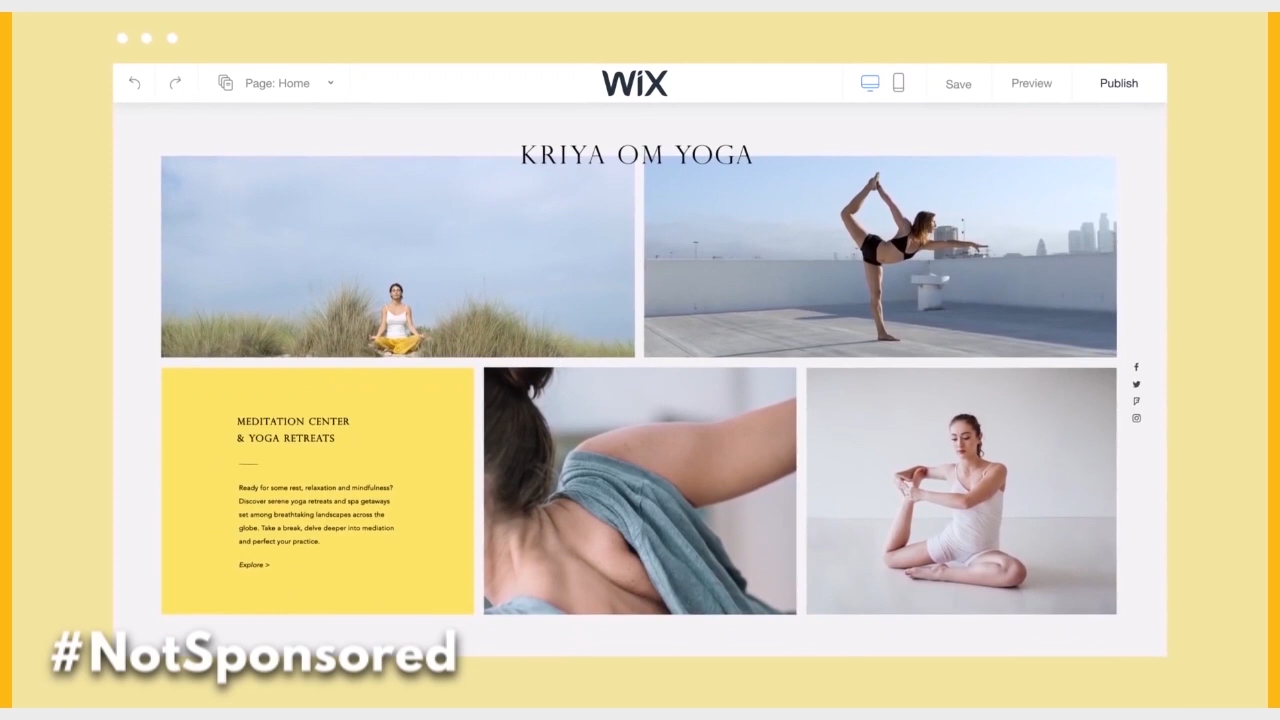 Page: Home
WiX
Save
Preview
Publish
KRIYA OM YOGA
MEDITATION CENTER
& YOGA RETREATS
Ready for some rest, relaxation and mindfulness?
Discover serene yoga retreats and spa getaways
set among breathtaking landscapes across the
globe. Take a break, delve deeper into mediation
and perfect your practice.
Explore >
#NotSponsored